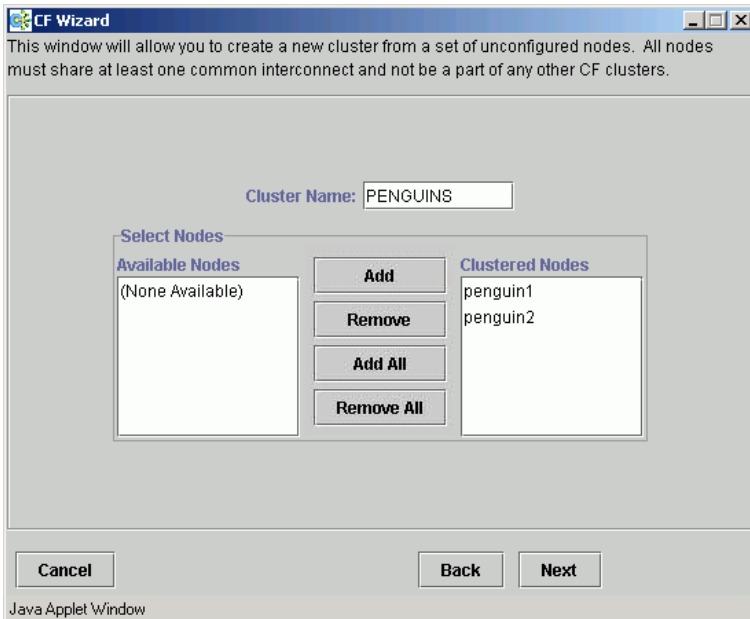 CF Wizard
This window will allow you to create a new cluster from a set of unconfigured nodes. All nodes
must share at least one common interconnect and not be a part of any other CF clusters.
Cluster Name: PENGUINS
Select Nodes
Available Nodes
(None Available)
Add
Remove
Add All
Remove All
Clustered Nodes
penguin1
penguin2
Cancel
Back
Next
Java Applet Window